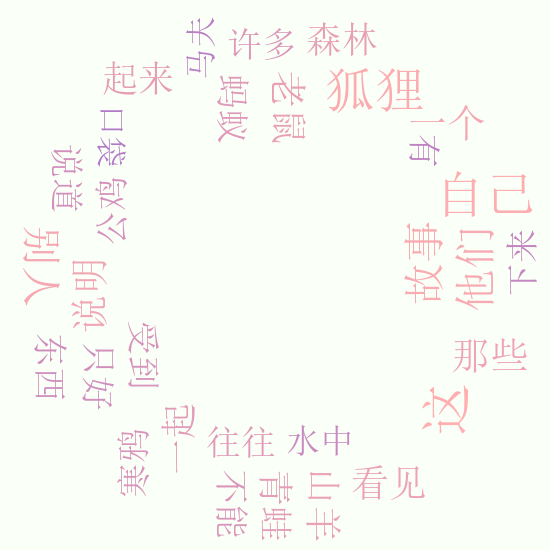 马夫
许多
森林
起来
蚂蚁
老鼠
狐狸
一个
有
口袋
说道
公鸡
自己
故事
他们
下来
别人
说明
东西
只好
受到
那些
这
寒鸦
一起
往往
水中
不能
青蛙
山羊
看见